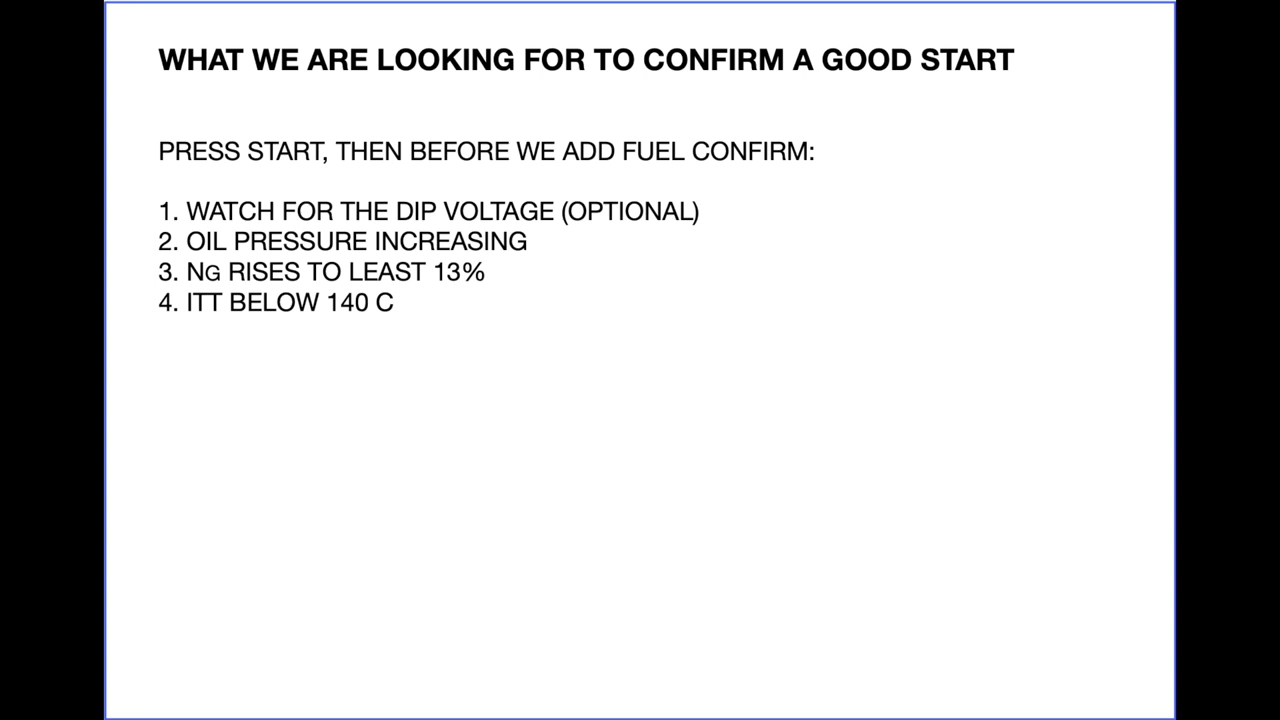 WHAT WE ARE LOOKING FOR TO CONFIRM A GOOD START
PRESS START, THEN BEFORE WE ADD FUEL CONFIRM:
1. WATCH FOR THE DIP VOLTAGE (OPTIONAL)
2. OIL PRESSURE INCREASING
3. NG RISES TO LEAST 13%
4. ITT BELOW 140 C